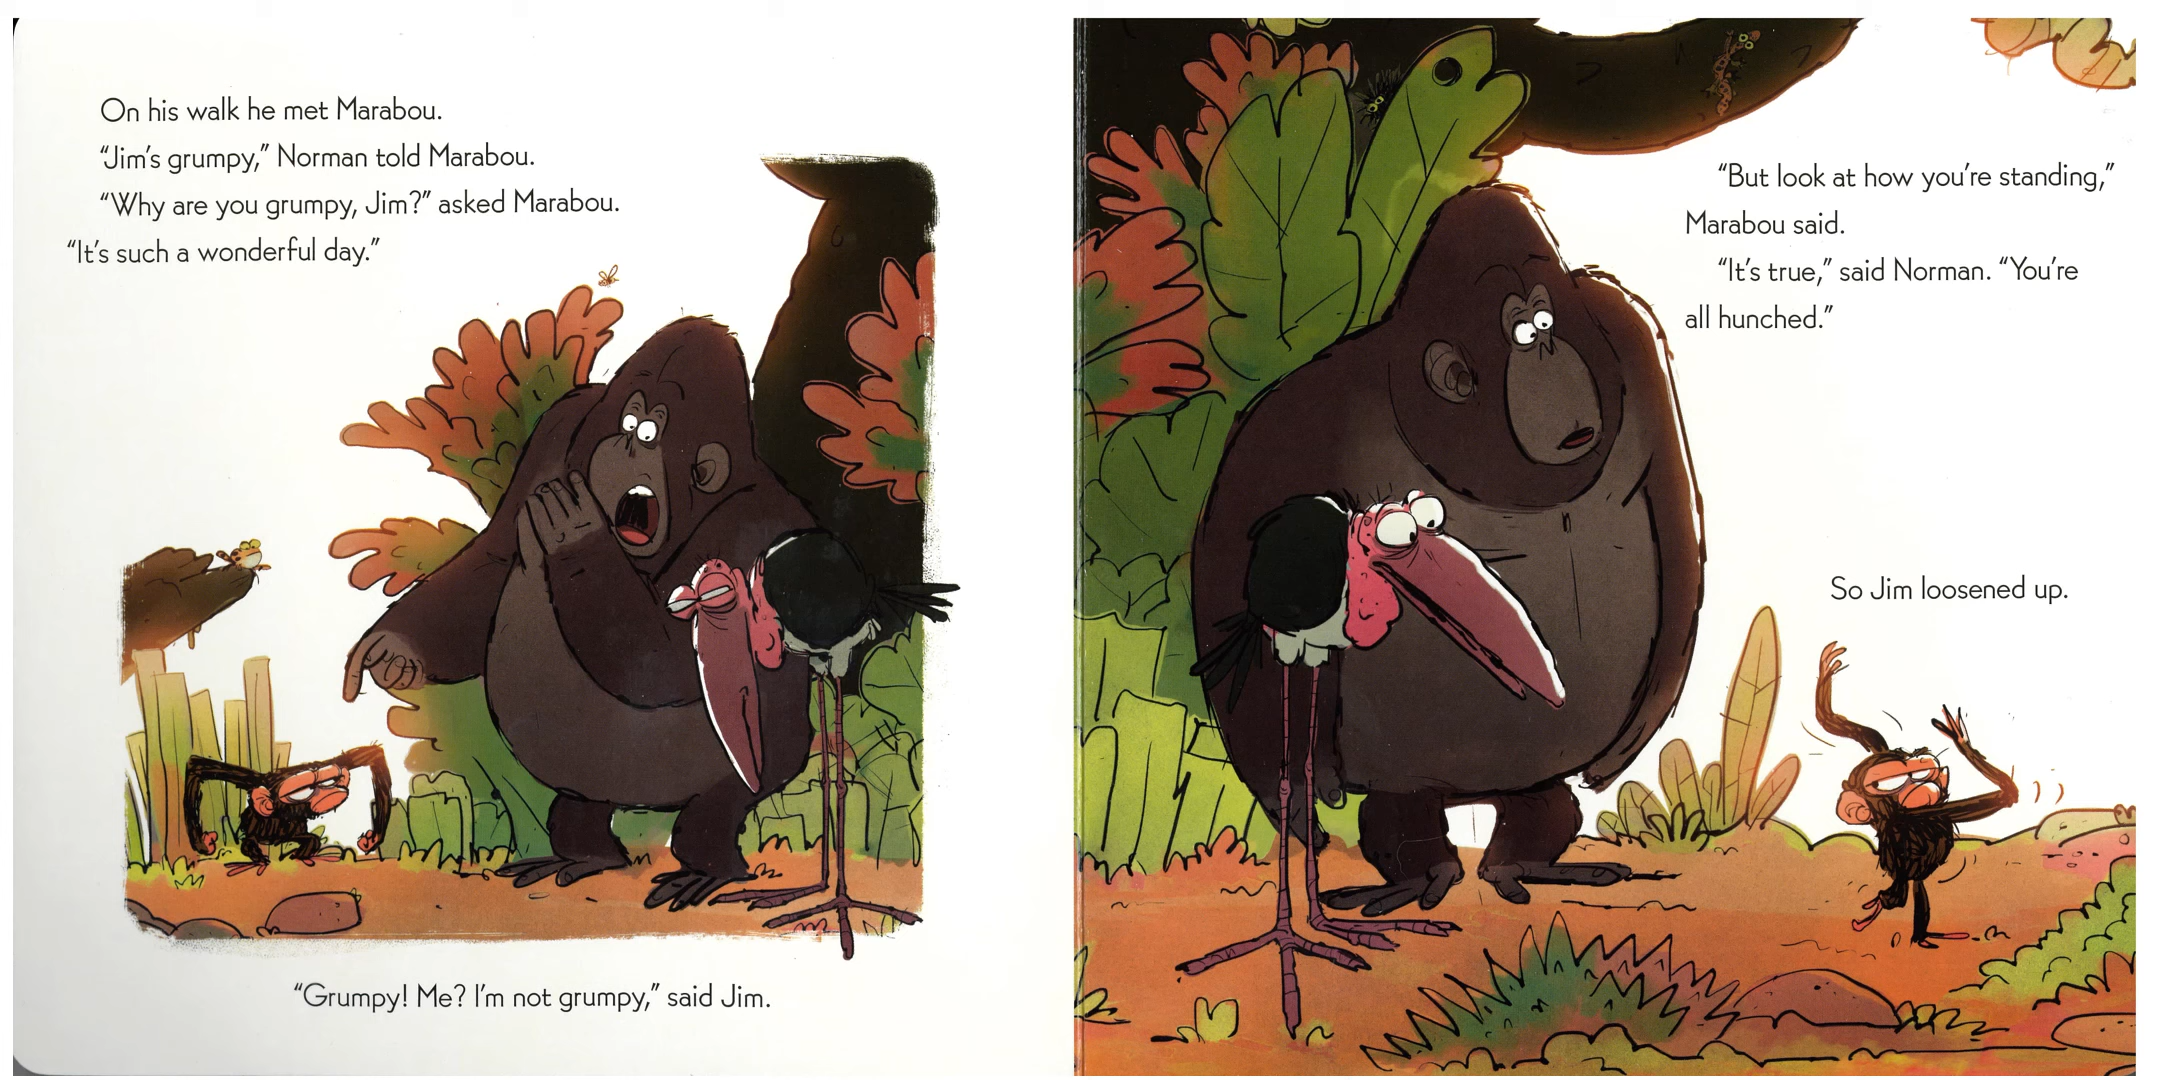 On his walk he met Marabou.
“Jim’s grumpy,” Norman told Marabou.
“Why are you grumpy, Jim?” asked Marabou.
“It’s such a wonderful day.”
“Grumpy! Me? I’m not grumpy,” said Jim.
“But look at how you’re standing,”
Marabou said.
“It’s true,” said Norman. “You’re
all hunched.”
So Jim loosened up.